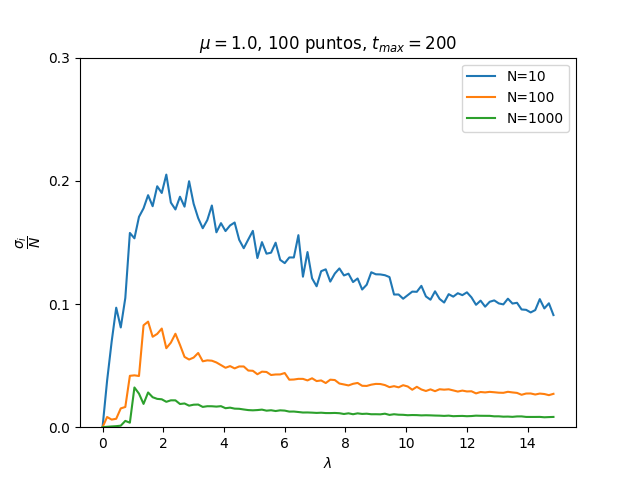 μ = 1.0, 100 puntos, t_max = 200
σ_i/N
0.3
0.2
0.1
0.0
N=10
N=100
N=1000
0 2 4 6 8 10 12 14
λ